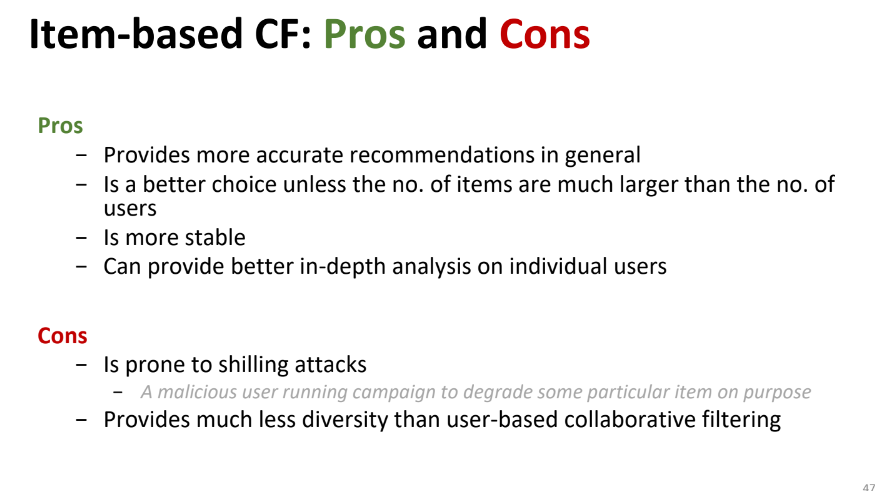 Item-based CF: Pros and Cons
Pros
– Provides more accurate recommendations in general
– Is a better choice unless the no. of items are much larger than the no. of
users
– Is more stable
– Can provide better in-depth analysis on individual users
Cons
– Is prone to shilling attacks
– A malicious user running campaign to degrade some particular item on purpose
– Provides much less diversity than user-based collaborative filtering
47